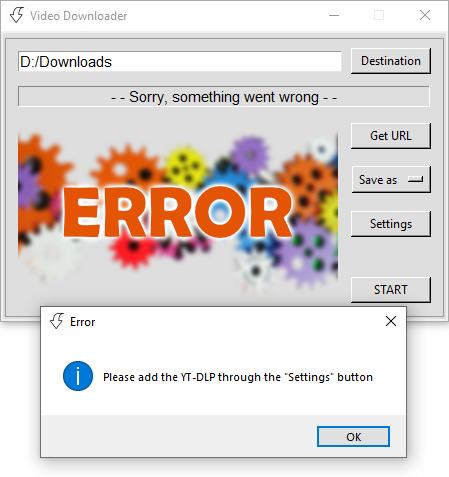 Video Downloader
D:/Downloads
Destination
- - Sorry, something went wrong - -
Get URL
ERROR
Save as
Settings
START
Error
Please add the YT-DLP through the "Settings" button
OK